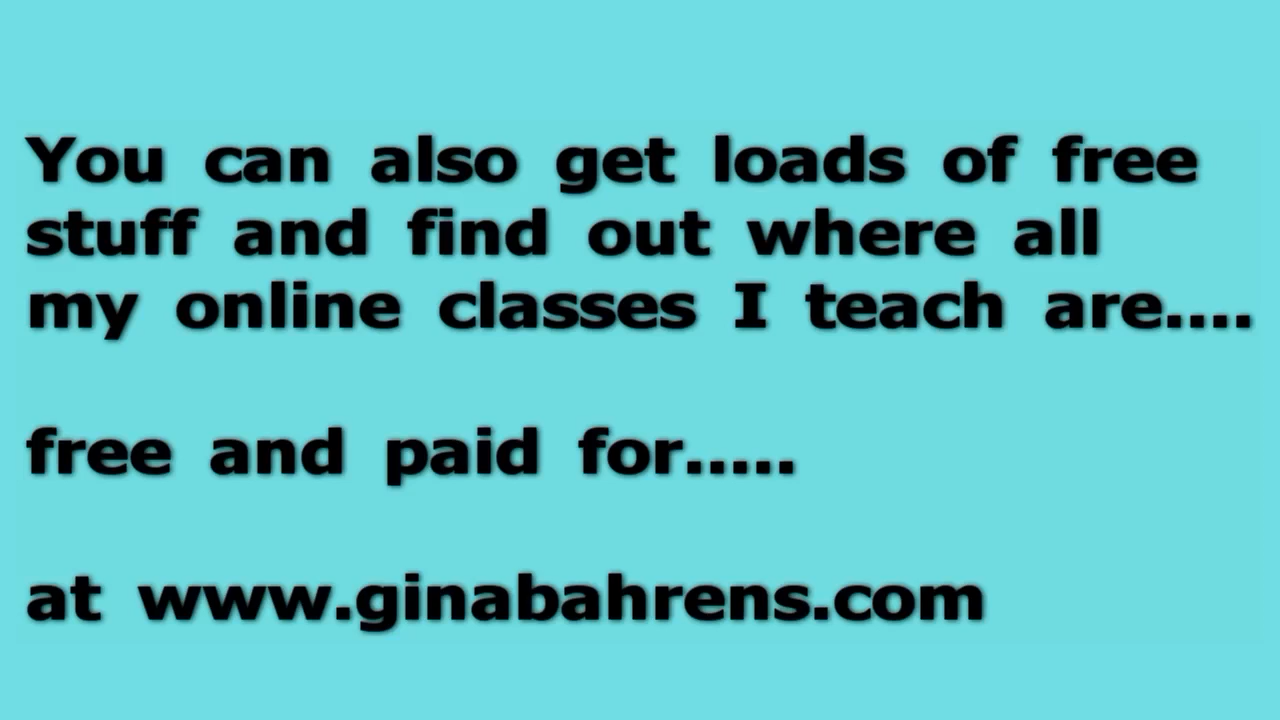 You can also get loads of free
stuff and find out where all
my online classes I teach are....
free and paid for.....
at www.ginabahrens.com